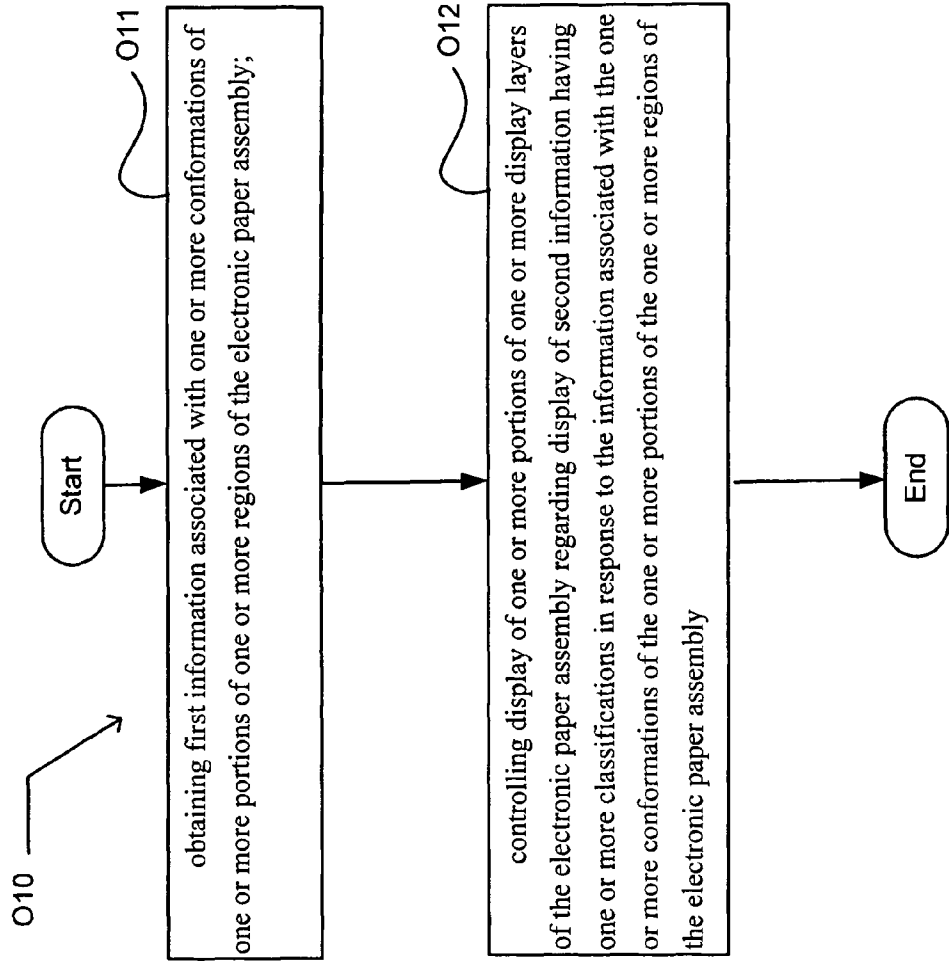 O10
Start
O11
obtaining first information associated with one or more conformations of
one or more portions of one or more regions of the electronic paper assembly;
O12
controlling display of one or more portions of one or more display layers
of the electronic paper assembly regarding display of second information having
one or more classifications in response to the information associated with the one
or more conformations of the one or more portions of the one or more regions of
the electronic paper assembly
End